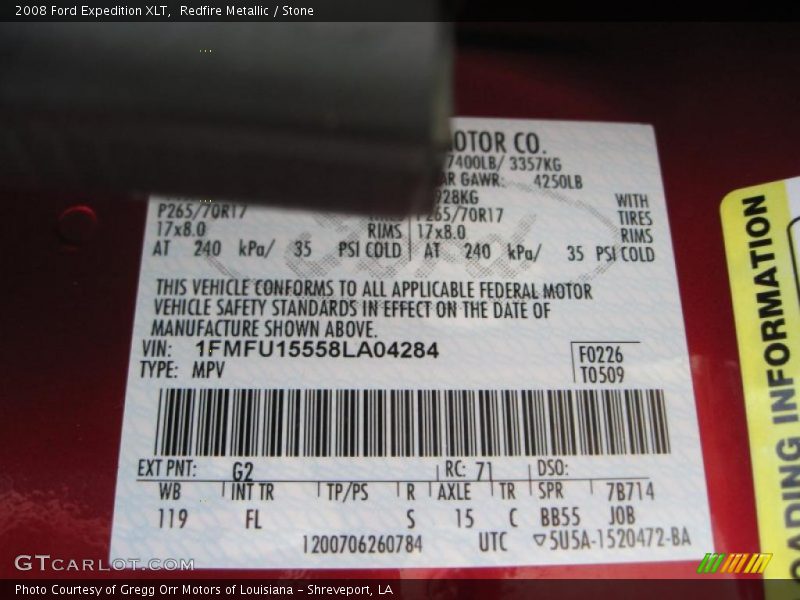 2008 Ford Expedition XLT, Redfire Metallic / Stone
MOTOR CO.
7400LB/ 3357KG
GAWR: 4250LB
928KG
P265/70R17 WITH TIRES
17x8.0 RIMS
AT 240 kPa/ 35 PSI COLD
265/70R17 WITH TIRES
17x8.0 RIMS
AT 240 kPa/ 35 PSI COLD
THIS VEHICLE CONFORMS TO ALL APPLICABLE FEDERAL MOTOR
VEHICLE SAFETY STANDARDS IN EFFECT ON THE DATE OF
MANUFACTURE SHOWN ABOVE.
VIN: 1FMFU15558LA04284
F0226
TYPE: MPV
T0509
EXT PNT: G2 RC: 71 DSO:
WB INT TR TP/PS R AXLE TR SPR 7B714
119 FL S 15 C BB55 JOB
1200706260784 UTC 5U5A-1520472-BA
OADING INFORMATION
GTCARLOT.COM
Photo Courtesy of Gregg Orr Motors of Louisiana - Shreveport, LA